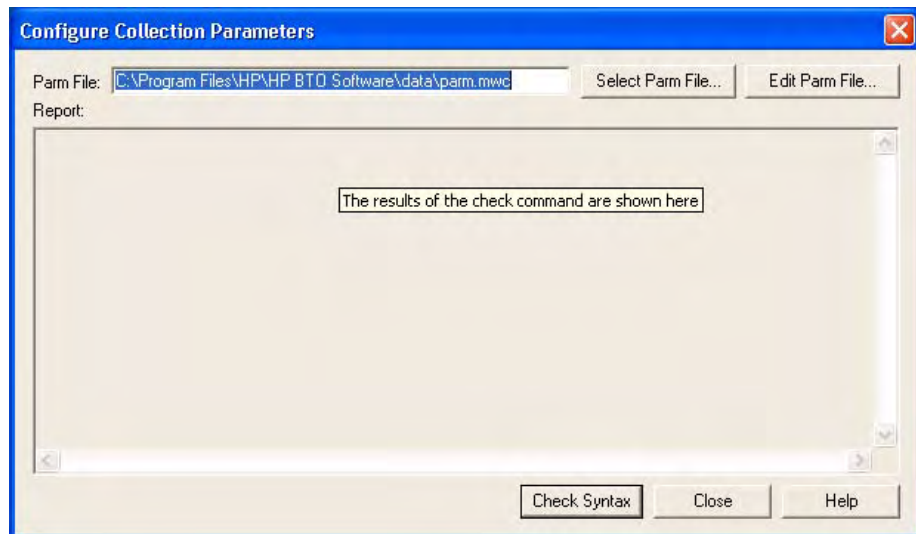 Configure Collection Parameters
Parm File: C:\Program Files\HP\HP BTO Software\data\parm.mwc Select Parm File... Edit Parm File...
Report:
The results of the check command are shown here
Check Syntax Close Help